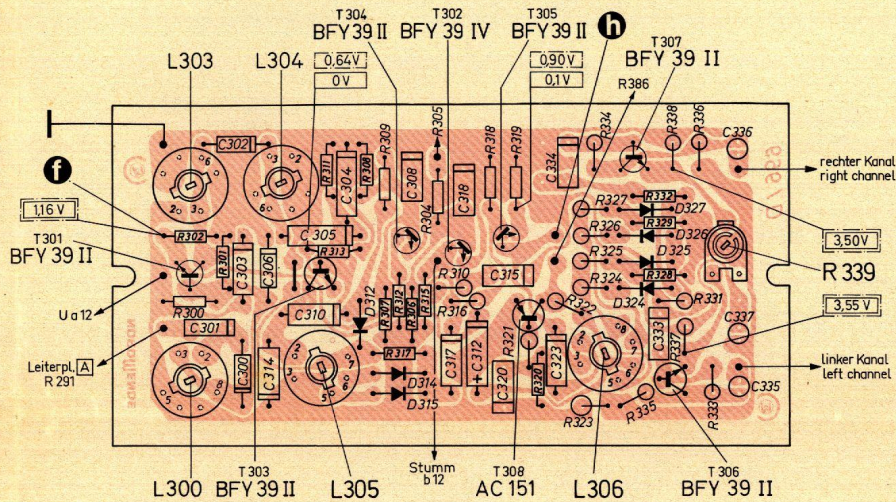 T304
BFY 39 II
T302
BFY 39 IV
T305
BFY 39 II
h
T307
BFY 39 II
L303
L304
0,64V
0V
0,90V
0,1V
R386
R309
R305
R318
R319
R334
R338
R336
C336
C302
R311
C304
R308
C308
C318
C334
rechter Kanal
right channel
f
R304
R327
R332
D327
1,16 V
R302
C305
R326
R329
D326
3,50V
T301
BFY 39 II
R301
C303
C306
R313
R325
D325
R339
R310
C315
R324
R328
D324
U a12
R300
C310
D312
R307
R312
R306
R315
R316
R322
R331
3,55 V
C301
R321
C333
C337
Leiterpl. A
R 291
R317
R337
C300
C314
D314
D315
C317
C312
+
C320
R320
C323
linker Kanal
left channel
C335
R323
R335
R333
NORDMENDE
L300
T303
BFY 39 II
L305
Stumm
b12
T308
AC 151
L306
T306
BFY 39 II